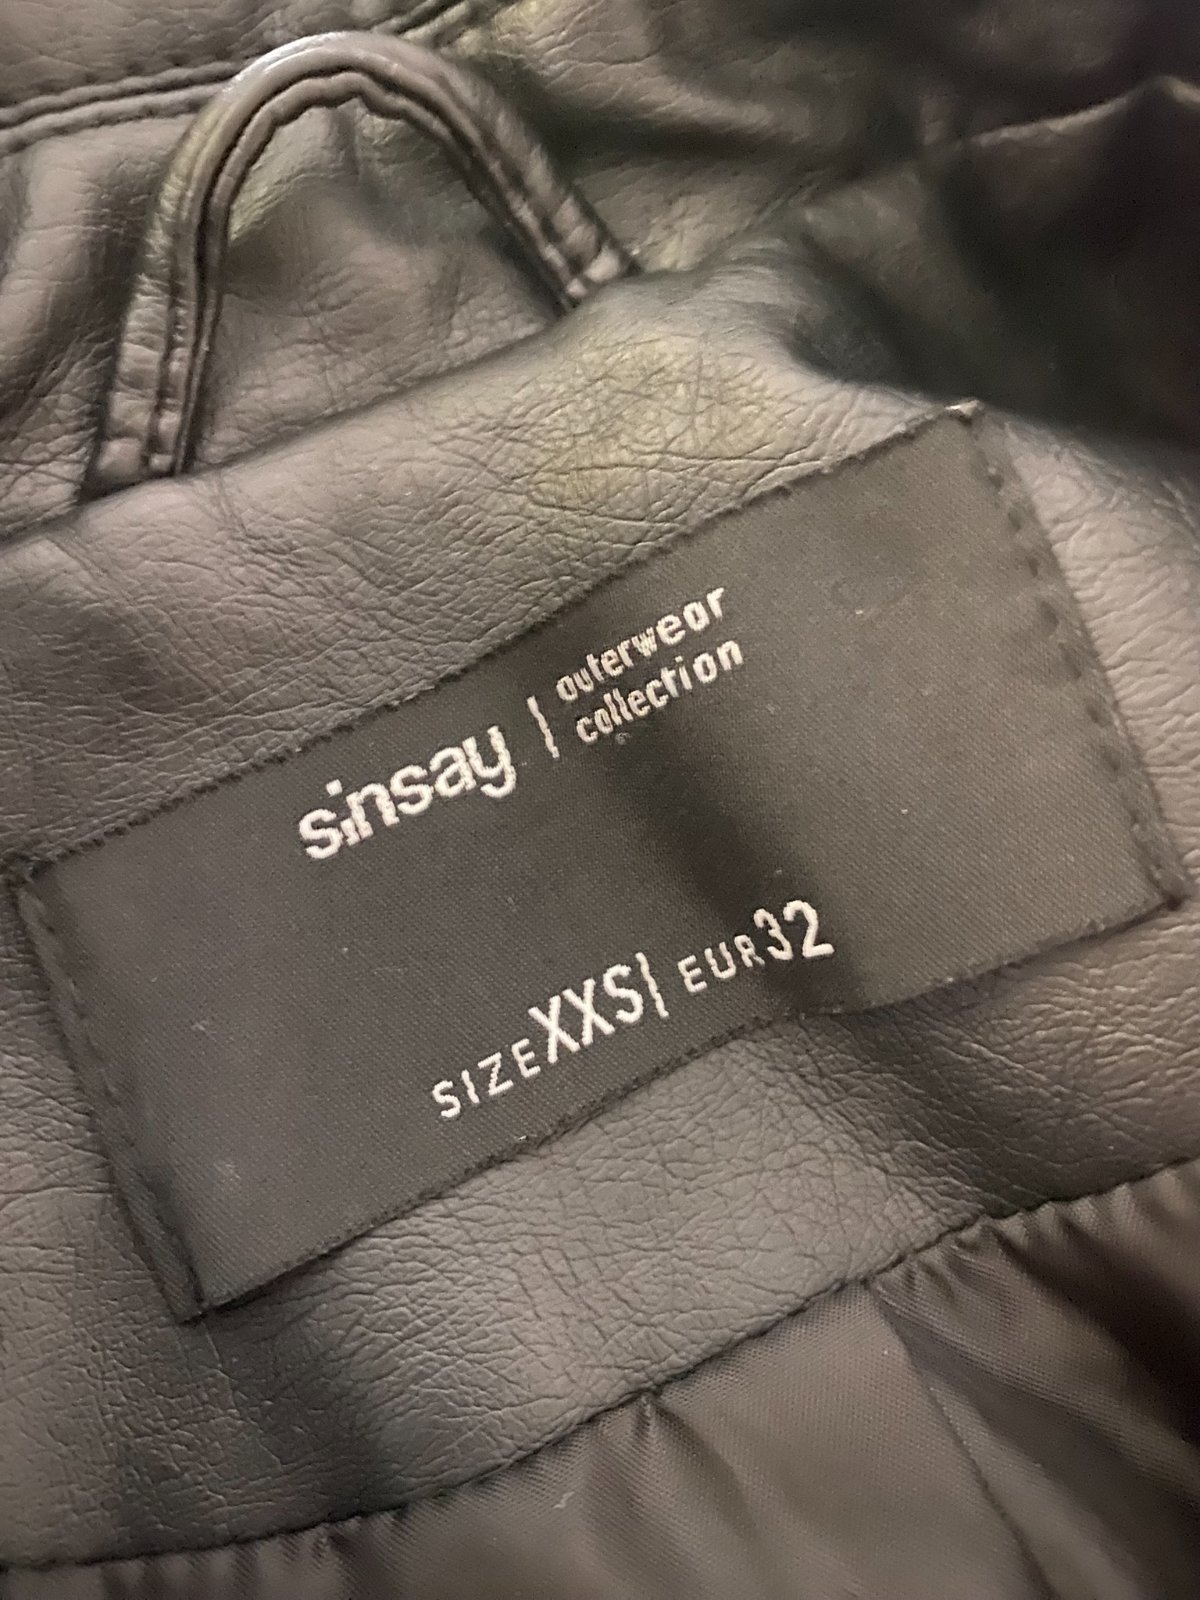 sinsay | outerwear
collection
SIZE XXS | EUR 32